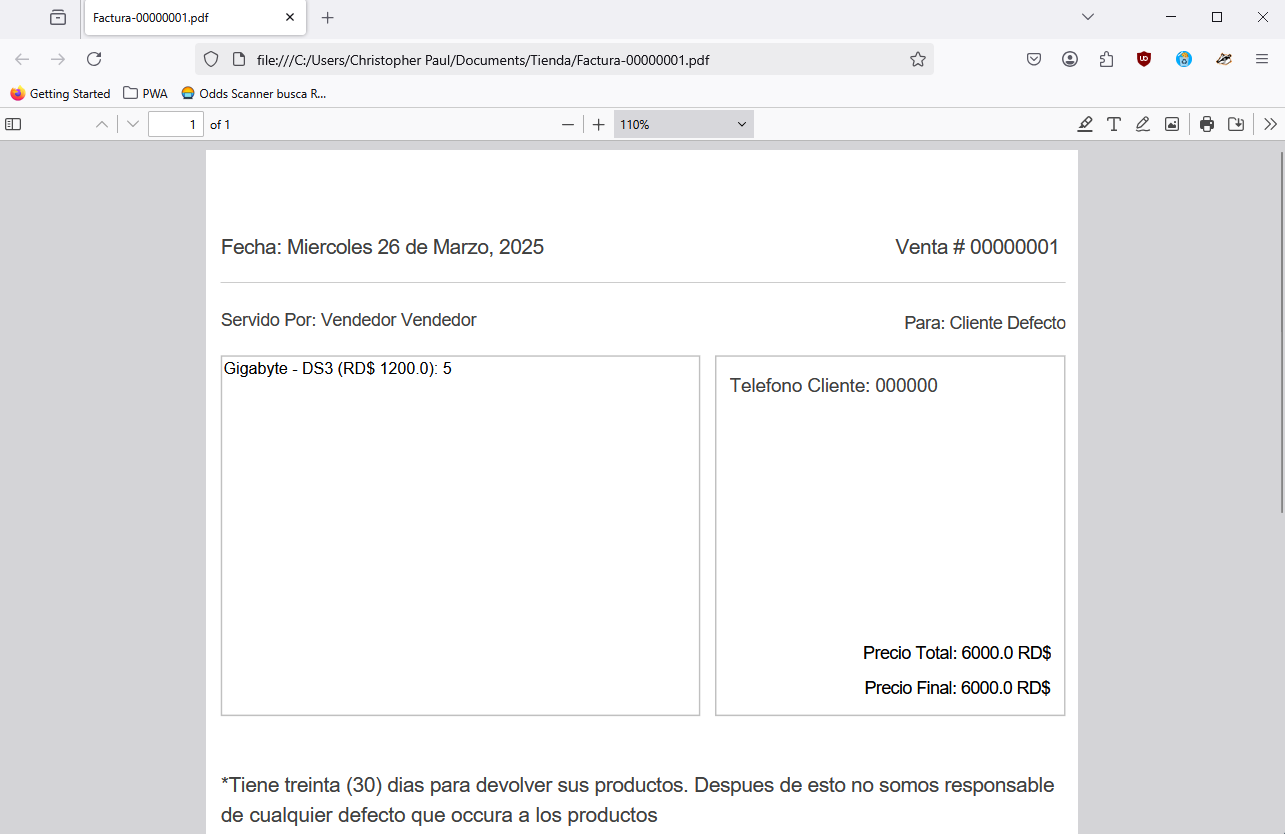 Factura-00000001.pdf
file:///C:/Users/Christopher Paul/Documents/Tienda/Factura-00000001.pdf
Getting Started PWA Odds Scanner busca R...
1 of 1 110%
Fecha: Miercoles 26 de Marzo, 2025 Venta # 00000001
Servido Por: Vendedor Vendedor Para: Cliente Defecto
Gigabyte - DS3 (RD$ 1200.0): 5
Telefono Cliente: 000000
Precio Total: 6000.0 RD$
Precio Final: 6000.0 RD$
*Tiene treinta (30) dias para devolver sus productos. Despues de esto no somos responsable
de cualquier defecto que occura a los productos